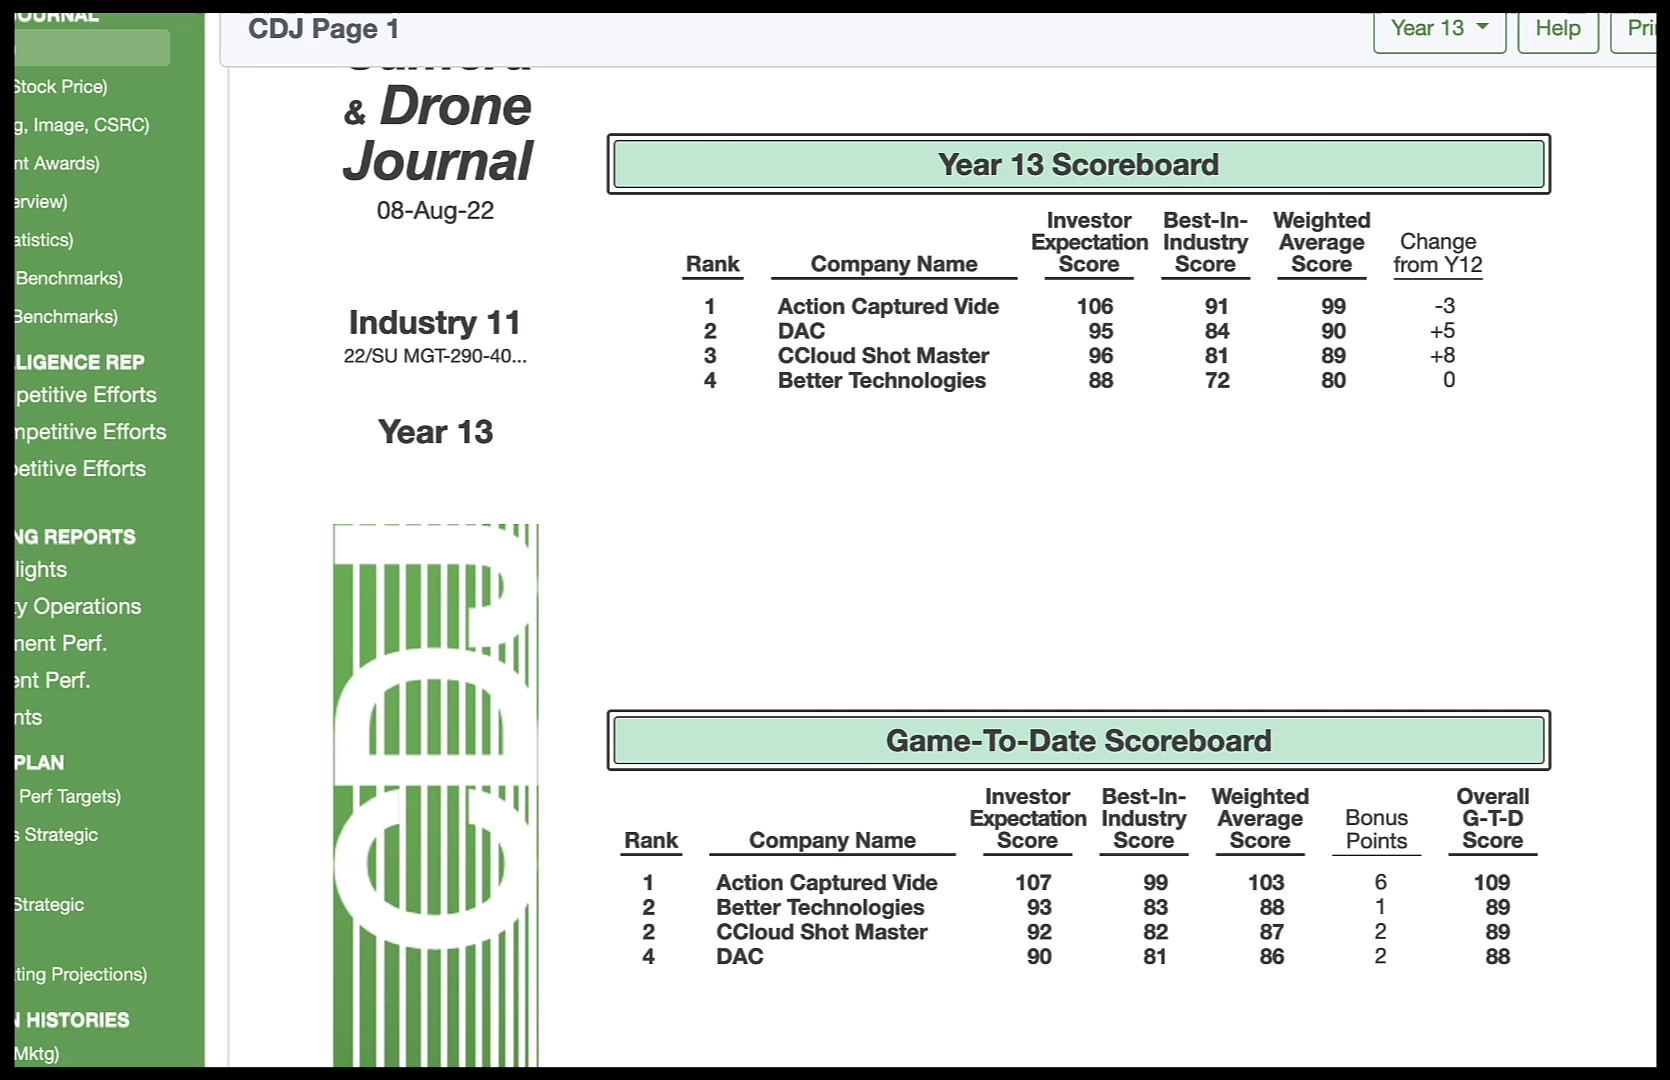 JOURNAL
Stock Price)
g, Image, CSRC)
nt Awards)
erview)
atistics)
Benchmarks)
Benchmarks)
LLIGENCE REP
petitive Efforts
mpetitive Efforts
petitive Efforts
NG REPORTS
lights
y Operations
ment Perf.
ent Perf.
nts
PLAN
Perf Targets)
s Strategic
Strategic
ting Projections)
N HISTORIES
Mktg)
CDJ Page 1
Year 13
Help
Pri
& Drone
Journal
08-Aug-22
Industry 11
22/SU MGT-290-40...
Year 13
CDJ
Year 13 Scoreboard
Rank Company Name Investor Expectation Score Best-In-Industry Score Weighted Average Score Change from Y12
1 Action Captured Vide 106 91 99 -3
2 DAC 95 84 90 +5
3 CCloud Shot Master 96 81 89 +8
4 Better Technologies 88 72 80 0
Game-To-Date Scoreboard
Rank Company Name Investor Expectation Score Best-In-Industry Score Weighted Average Score Bonus Points Overall G-T-D Score
1 Action Captured Vide 107 99 103 6 109
2 Better Technologies 93 83 88 1 89
2 CCloud Shot Master 92 82 87 2 89
4 DAC 90 81 86 2 88